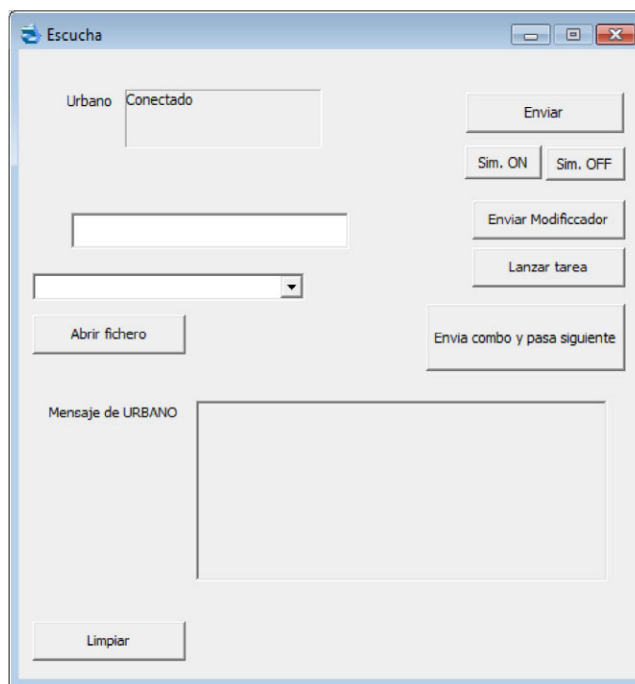 Escucha
Urbano
Conectado
Enviar
Sim. ON
Sim. OFF
Enviar Modificcador
Lanzar tarea
Abrir fichero
Envia combo y pasa siguiente
Mensaje de URBANO
Limpiar